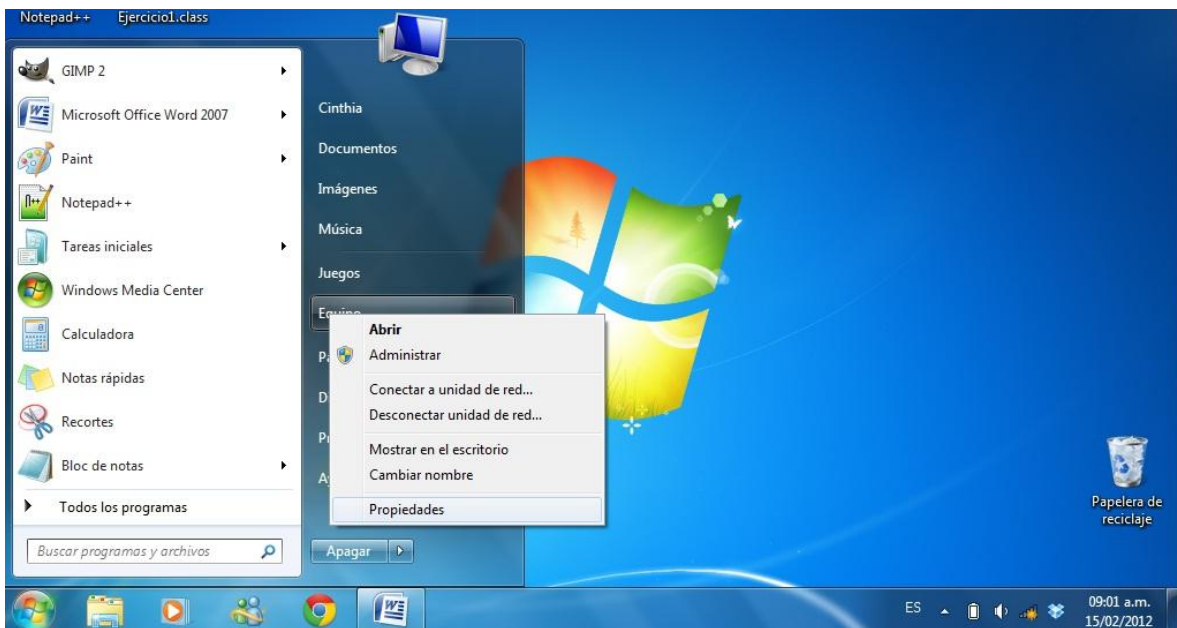 Notepad++ Ejercicio1.class
GIMP 2
Microsoft Office Word 2007
Paint
Notepad++
Tareas iniciales
Windows Media Center
Calculadora
Notas rápidas
Recortes
Bloc de notas
Todos los programas
Buscar programas y archivos
Cinthia
Documentos
Imágenes
Música
Juegos
Equipo
Abrir
Administrar
Conectar a unidad de red...
Desconectar unidad de red...
Mostrar en el escritorio
Cambiar nombre
Propiedades
Apagar
Papelera de
reciclaje
ES
09:01 a.m.
15/02/2012